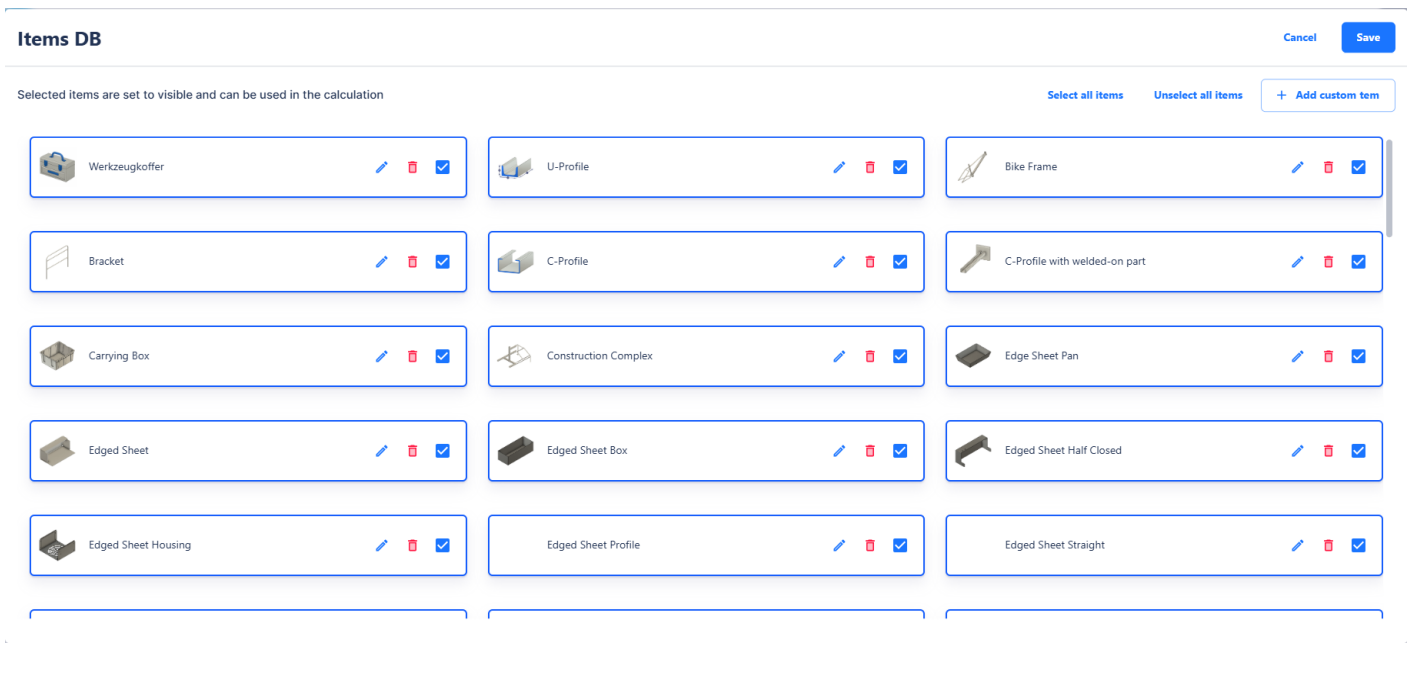 Items DB
Cancel
Save
Selected items are set to visible and can be used in the calculation
Select all items
Unselect all items
+ Add custom tem
Werkzeugkoffer
U-Profile
Bike Frame
Bracket
C-Profile
C-Profile with welded-on part
Carrying Box
Construction Complex
Edge Sheet Pan
Edged Sheet
Edged Sheet Box
Edged Sheet Half Closed
Edged Sheet Housing
Edged Sheet Profile
Edged Sheet Straight